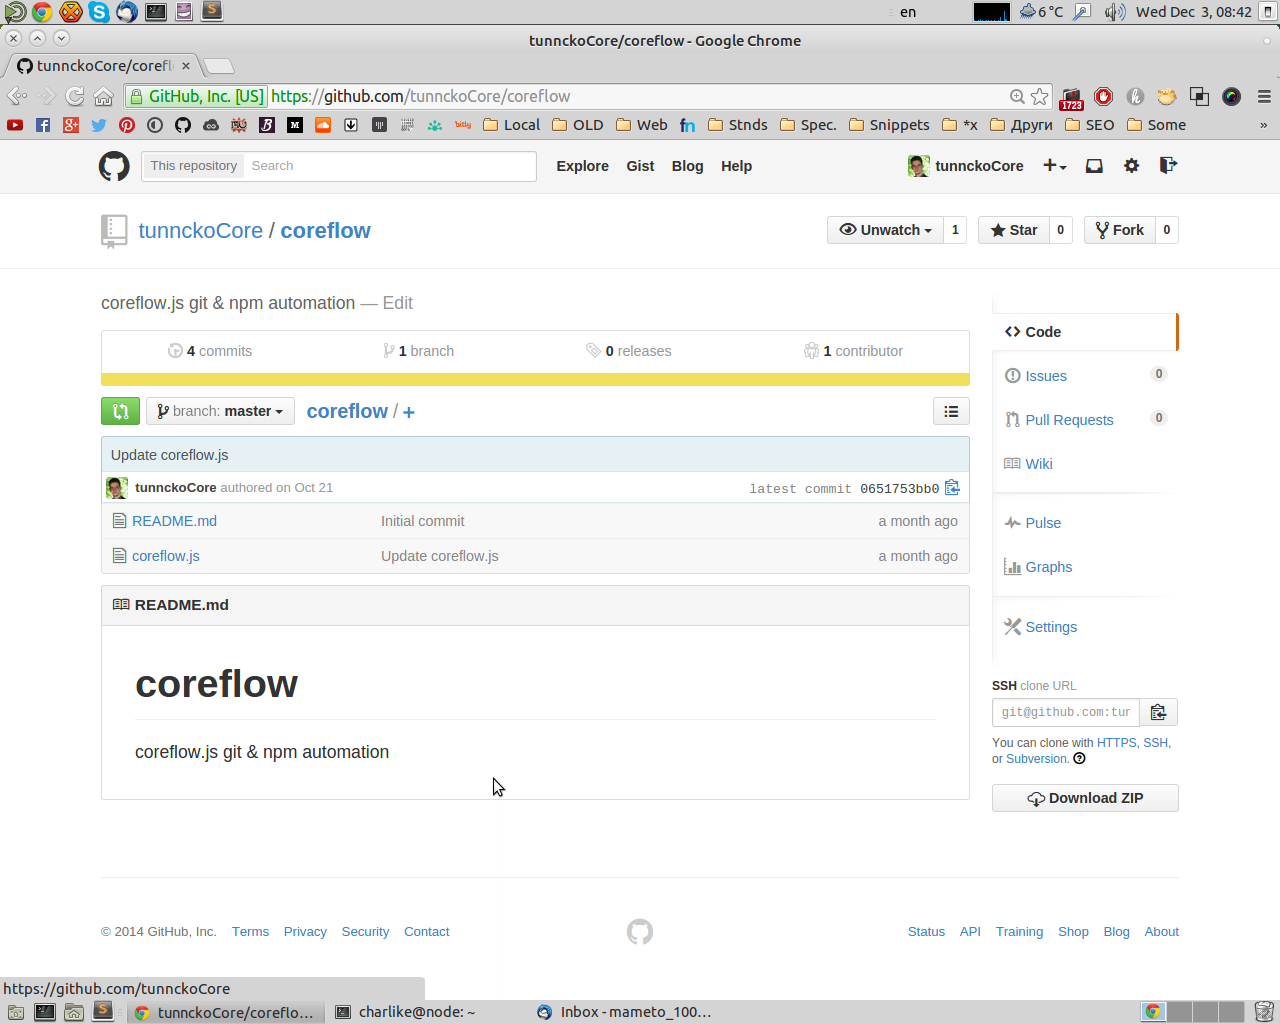 en
6 °C
Wed Dec 3, 08:42
tunnckoCore/coreflow - Google Chrome
tunnckoCore/corefl
GitHub, Inc. [US] https://github.com/tunnckoCore/coreflow
1723
bitly
Local
OLD
Web
fn
Stnds
Spec.
Snippets
*x
Други
SEO
Some
»
This repository
Search
Explore
Gist
Blog
Help
tunnckoCore
tunnckoCore / coreflow
Unwatch 1
Star 0
Fork 0
coreflow.js git & npm automation — Edit
4 commits
1 branch
0 releases
1 contributor
branch: master
coreflow / +
Update coreflow.js
tunnckoCore authored on Oct 21
latest commit 0651753bb0
README.md Initial commit a month ago
coreflow.js Update coreflow.js a month ago
README.md
coreflow
coreflow.js git & npm automation
Code
Issues 0
Pull Requests 0
Wiki
Pulse
Graphs
Settings
SSH clone URL
git@github.com:tun
You can clone with HTTPS, SSH,
or Subversion.
Download ZIP
© 2014 GitHub, Inc. Terms Privacy Security Contact
Status API Training Shop Blog About
https://github.com/tunnckoCore
tunnckoCore/coreflo...
charlike@node: ~
Inbox - mameto_100...